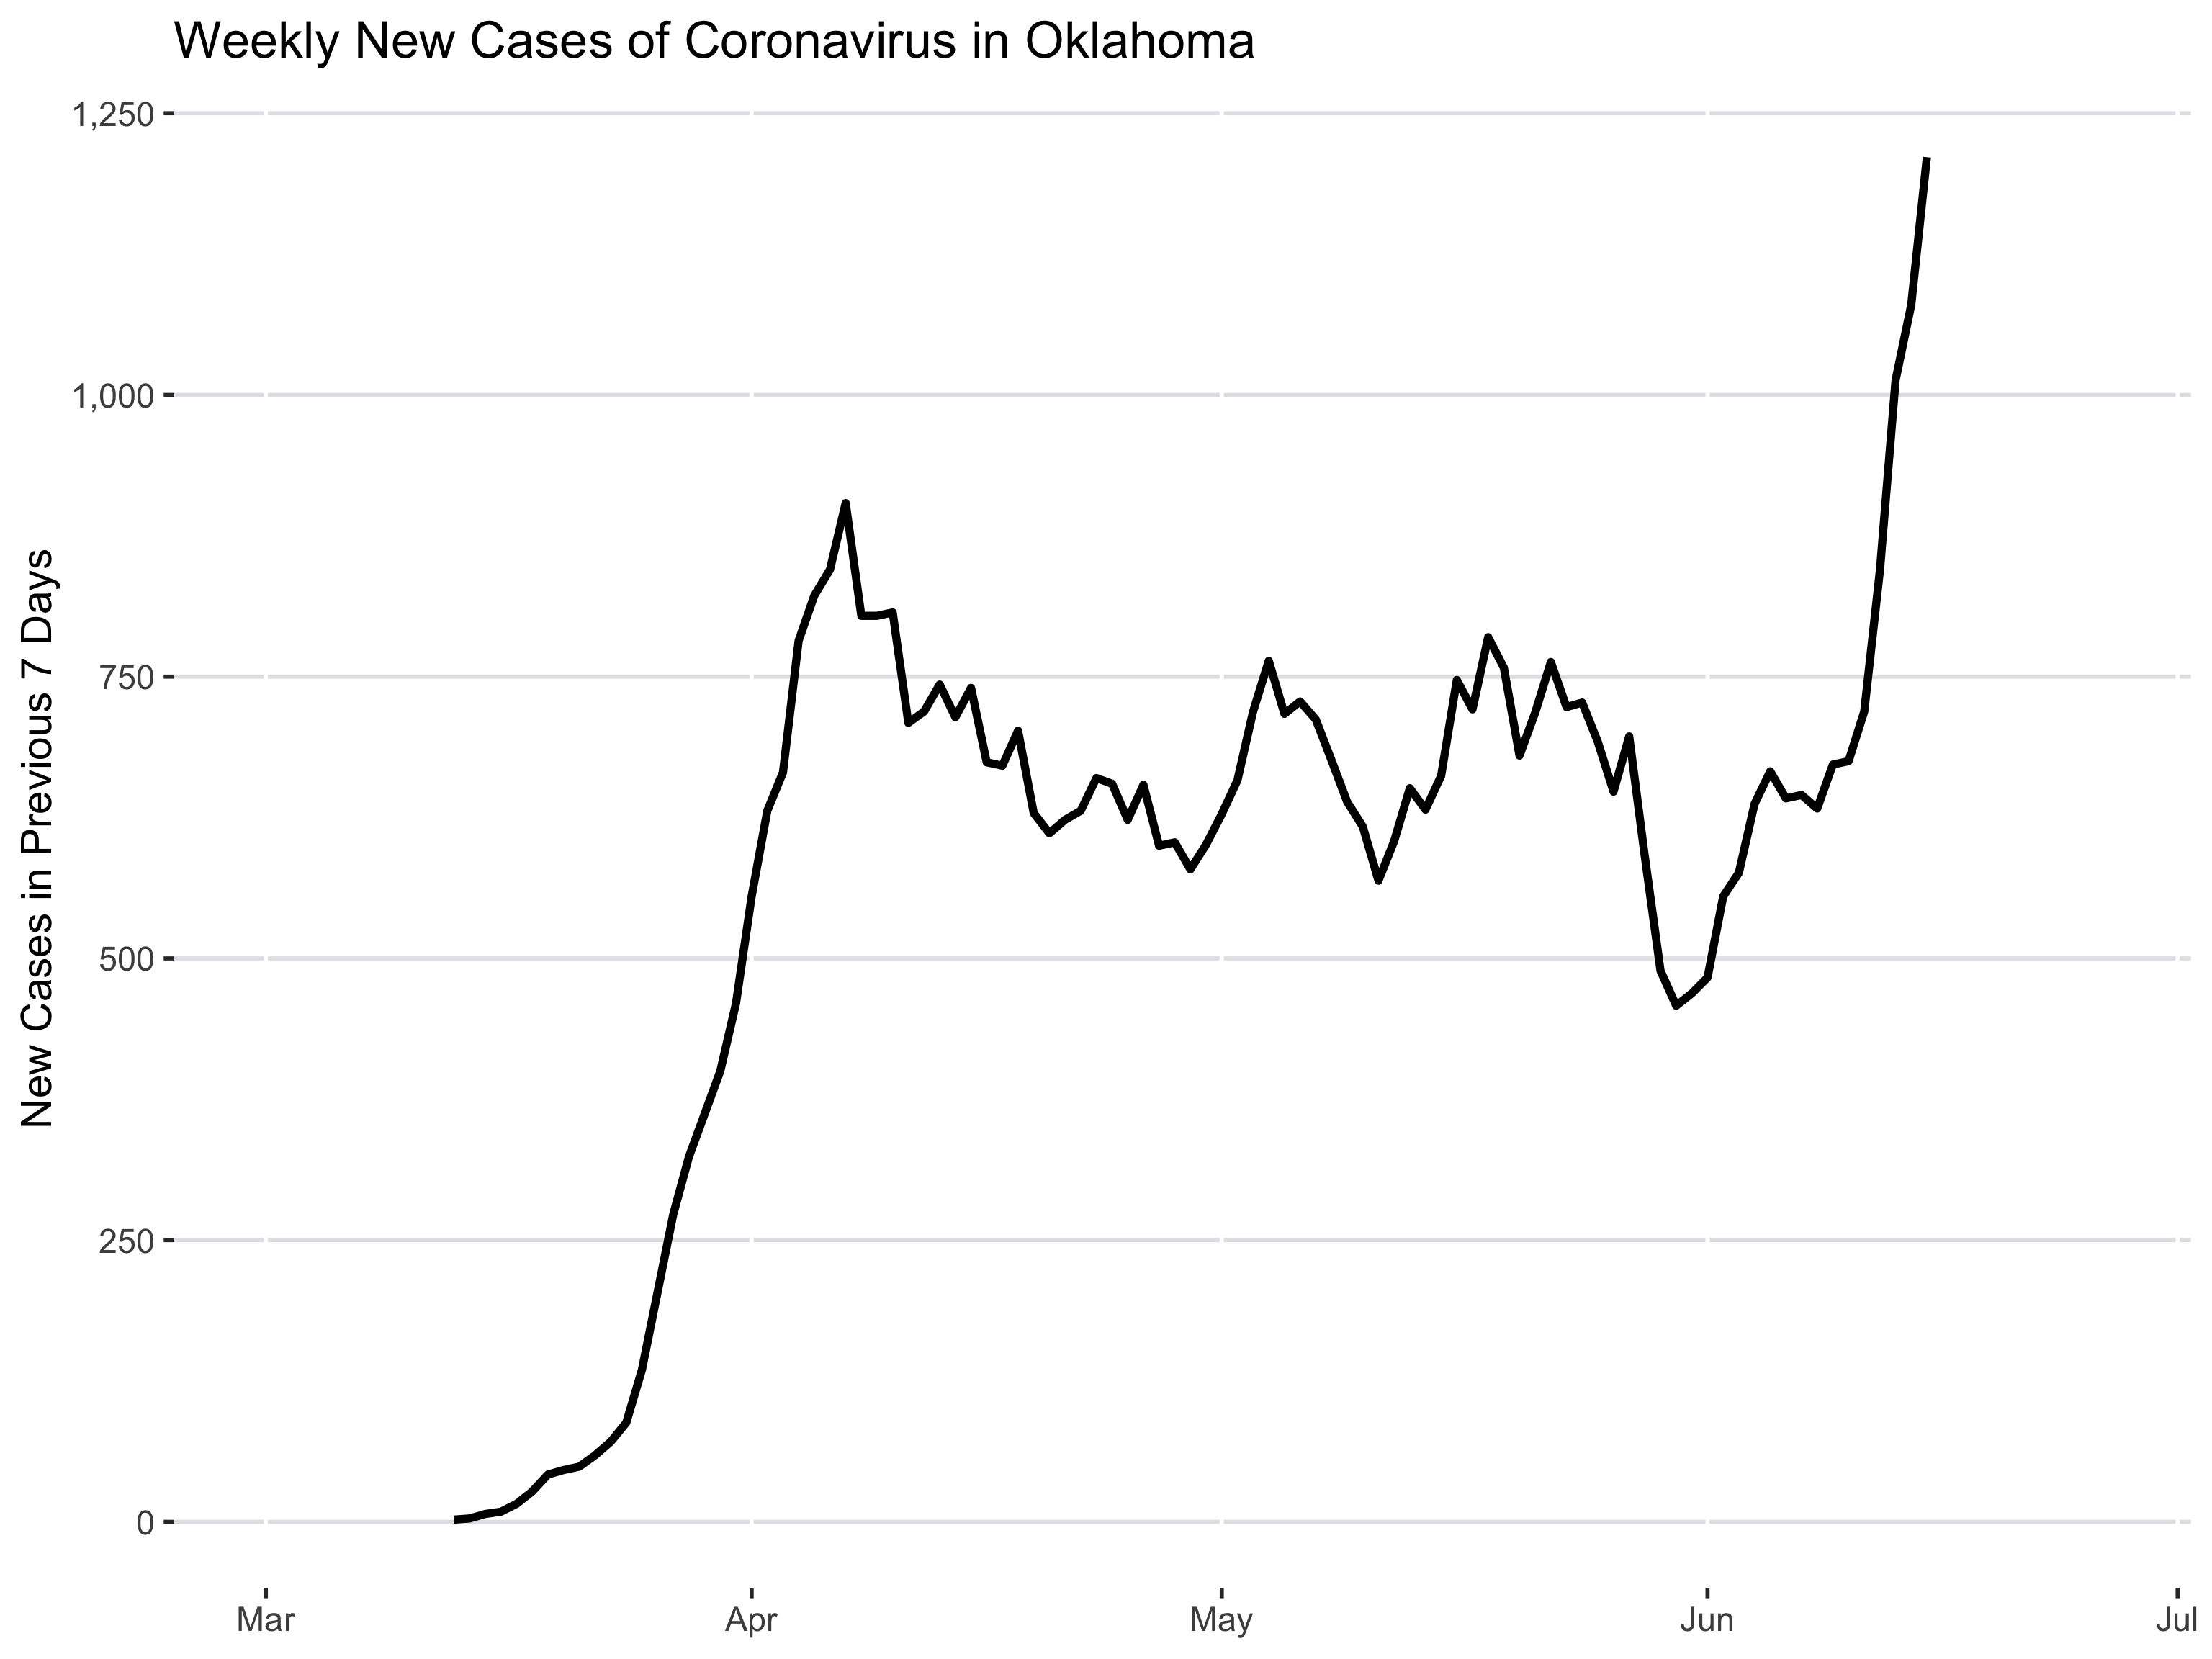 Weekly New Cases of Coronavirus in Oklahoma
New Cases in Previous 7 Days
1,250
1,000
750
500
250
0
Mar Apr May Jun Jul